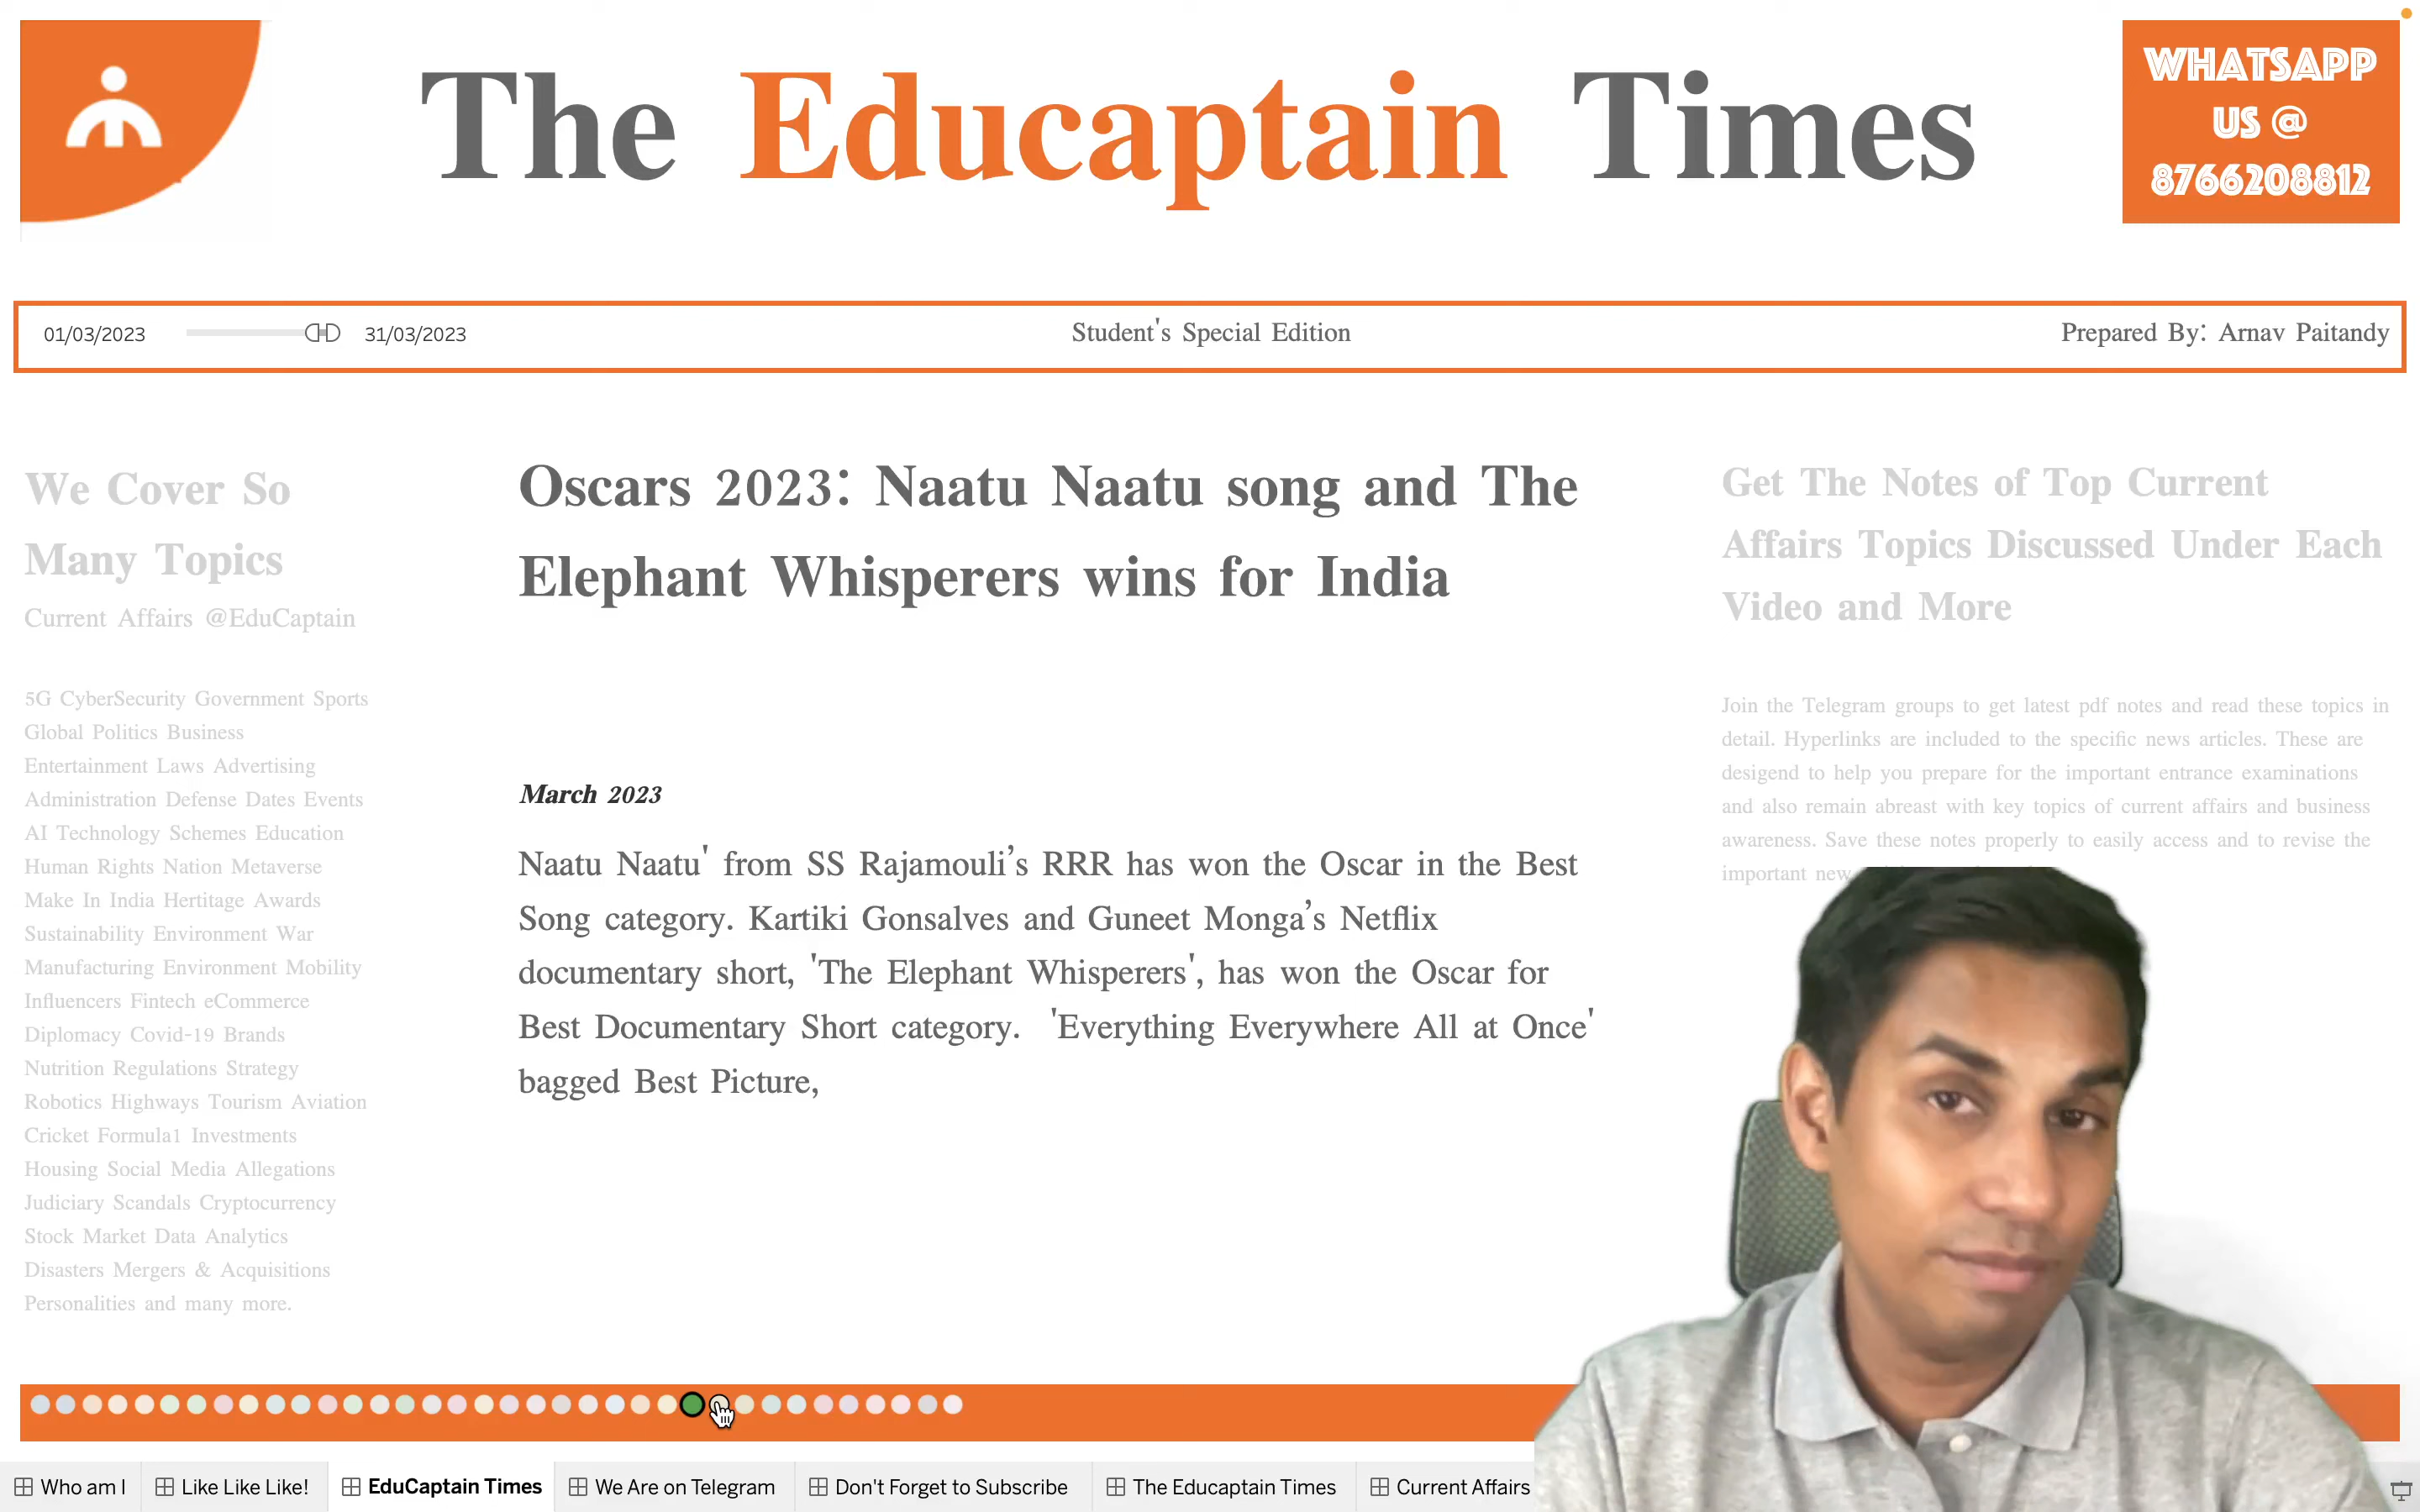 The Educaptain Times
WHATSAPP
US @
8766208812
01/03/2023
31/03/2023
Student's Special Edition
Prepared By: Arnav Paitandy
We Cover So
Many Topics
Current Affairs @EduCaptain
5G CyberSecurity Government Sports
Global Politics Business
Entertainment Laws Advertising
Administration Defense Dates Events
AI Technology Schemes Education
Human Rights Nation Metaverse
Make In India Hertitage Awards
Sustainability Environment War
Manufacturing Environment Mobility
Influencers Fintech eCommerce
Diplomacy Covid-19 Brands
Nutrition Regulations Strategy
Robotics Highways Tourism Aviation
Cricket Formula1 Investments
Housing Social Media Allegations
Judiciary Scandals Cryptocurrency
Stock Market Data Analytics
Disasters Mergers & Acquisitions
Personalities and many more.
Oscars 2023: Naatu Naatu song and The
Elephant Whisperers wins for India
March 2023
Naatu Naatu' from SS Rajamouli’s RRR has won the Oscar in the Best
Song category. Kartiki Gonsalves and Guneet Monga’s Netflix
documentary short, 'The Elephant Whisperers', has won the Oscar for
Best Documentary Short category.  'Everything Everywhere All at Once'
bagged Best Picture,
Get The Notes of Top Current
Affairs Topics Discussed Under Each
Video and More
Join the Telegram groups to get latest pdf notes and read these topics in
detail. Hyperlinks are included to the specific news articles. These are
desigend to help you prepare for the important entrance examinations
and also remain abreast with key topics of current affairs and business
awareness. Save these notes properly to easily access and to revise the
important new
Who am I
Like Like Like!
EduCaptain Times
We Are on Telegram
Don't Forget to Subscribe
The Educaptain Times
Current Affairs